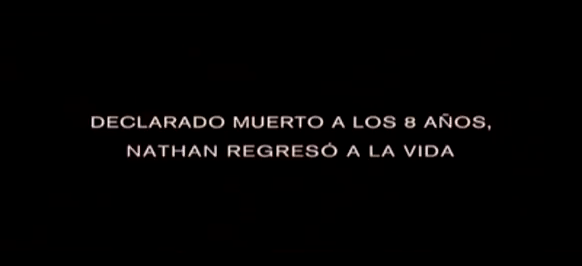 DECLARADO MUERTO A LOS 8 AÑOS,
NATHAN REGRESÓ A LA VIDA